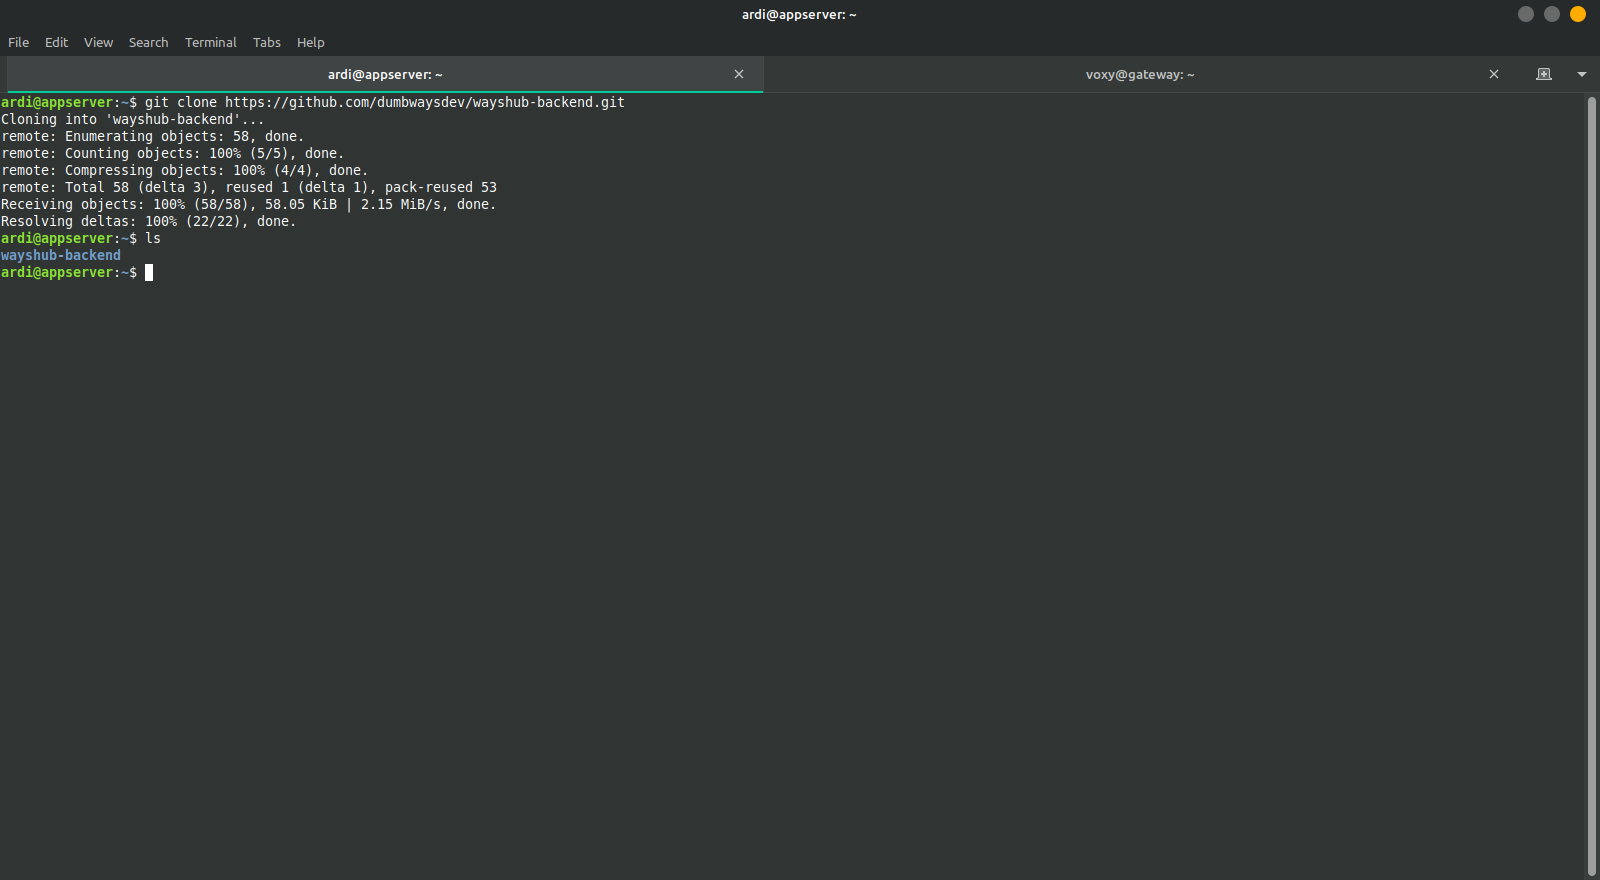 ardi@appserver: ~
File Edit View Search Terminal Tabs Help
ardi@appserver: ~ voxy@gateway: ~
ardi@appserver:~$ git clone https://github.com/dumbwaysdev/wayshub-backend.git
Cloning into 'wayshub-backend'...
remote: Enumerating objects: 58, done.
remote: Counting objects: 100% (5/5), done.
remote: Compressing objects: 100% (4/4), done.
remote: Total 58 (delta 3), reused 1 (delta 1), pack-reused 53
Receiving objects: 100% (58/58), 58.05 KiB | 2.15 MiB/s, done.
Resolving deltas: 100% (22/22), done.
ardi@appserver:~$ ls
wayshub-backend
ardi@appserver:~$